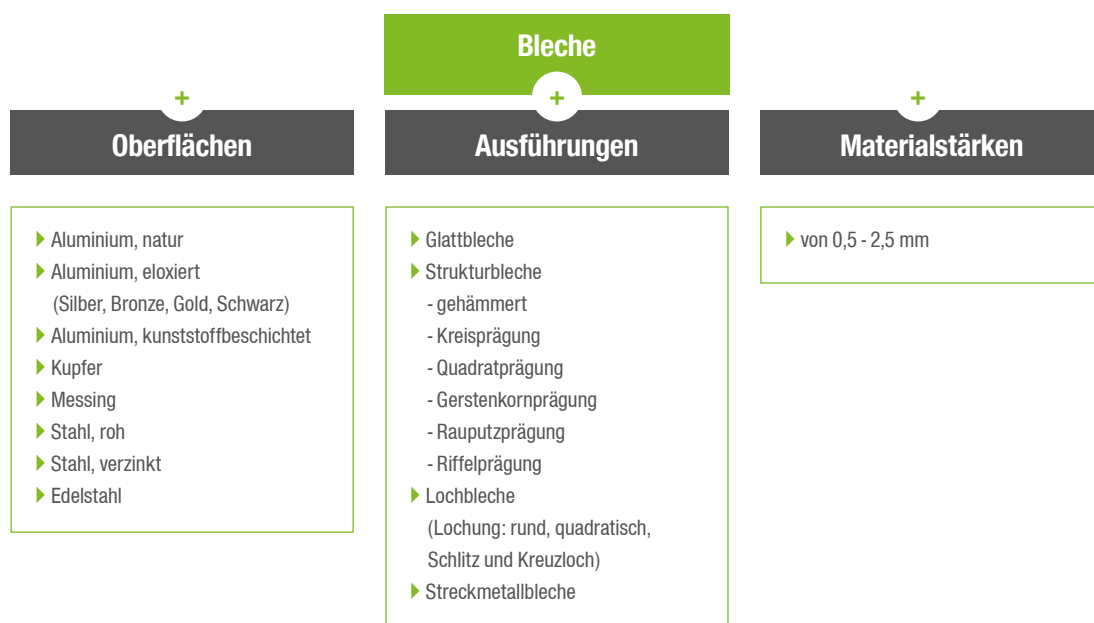 Bleche
+
Oberflächen
Aluminium, natur
Aluminium, eloxiert
(Silber, Bronze, Gold, Schwarz)
Aluminium, kunststoffbeschichtet
Kupfer
Messing
Stahl, roh
Stahl, verzinkt
Edelstahl
+
Ausführungen
Glattbleche
Strukturbleche
- gehämmert
- Kreisprägung
- Quadratprägung
- Gerstenkornprägung
- Rauputzprägung
- Riffelprägung
Lochbleche
(Lochung: rund, quadratisch,
Schlitz und Kreuzloch)
Streckmetallbleche
+
Materialstärken
von 0,5 - 2,5 mm